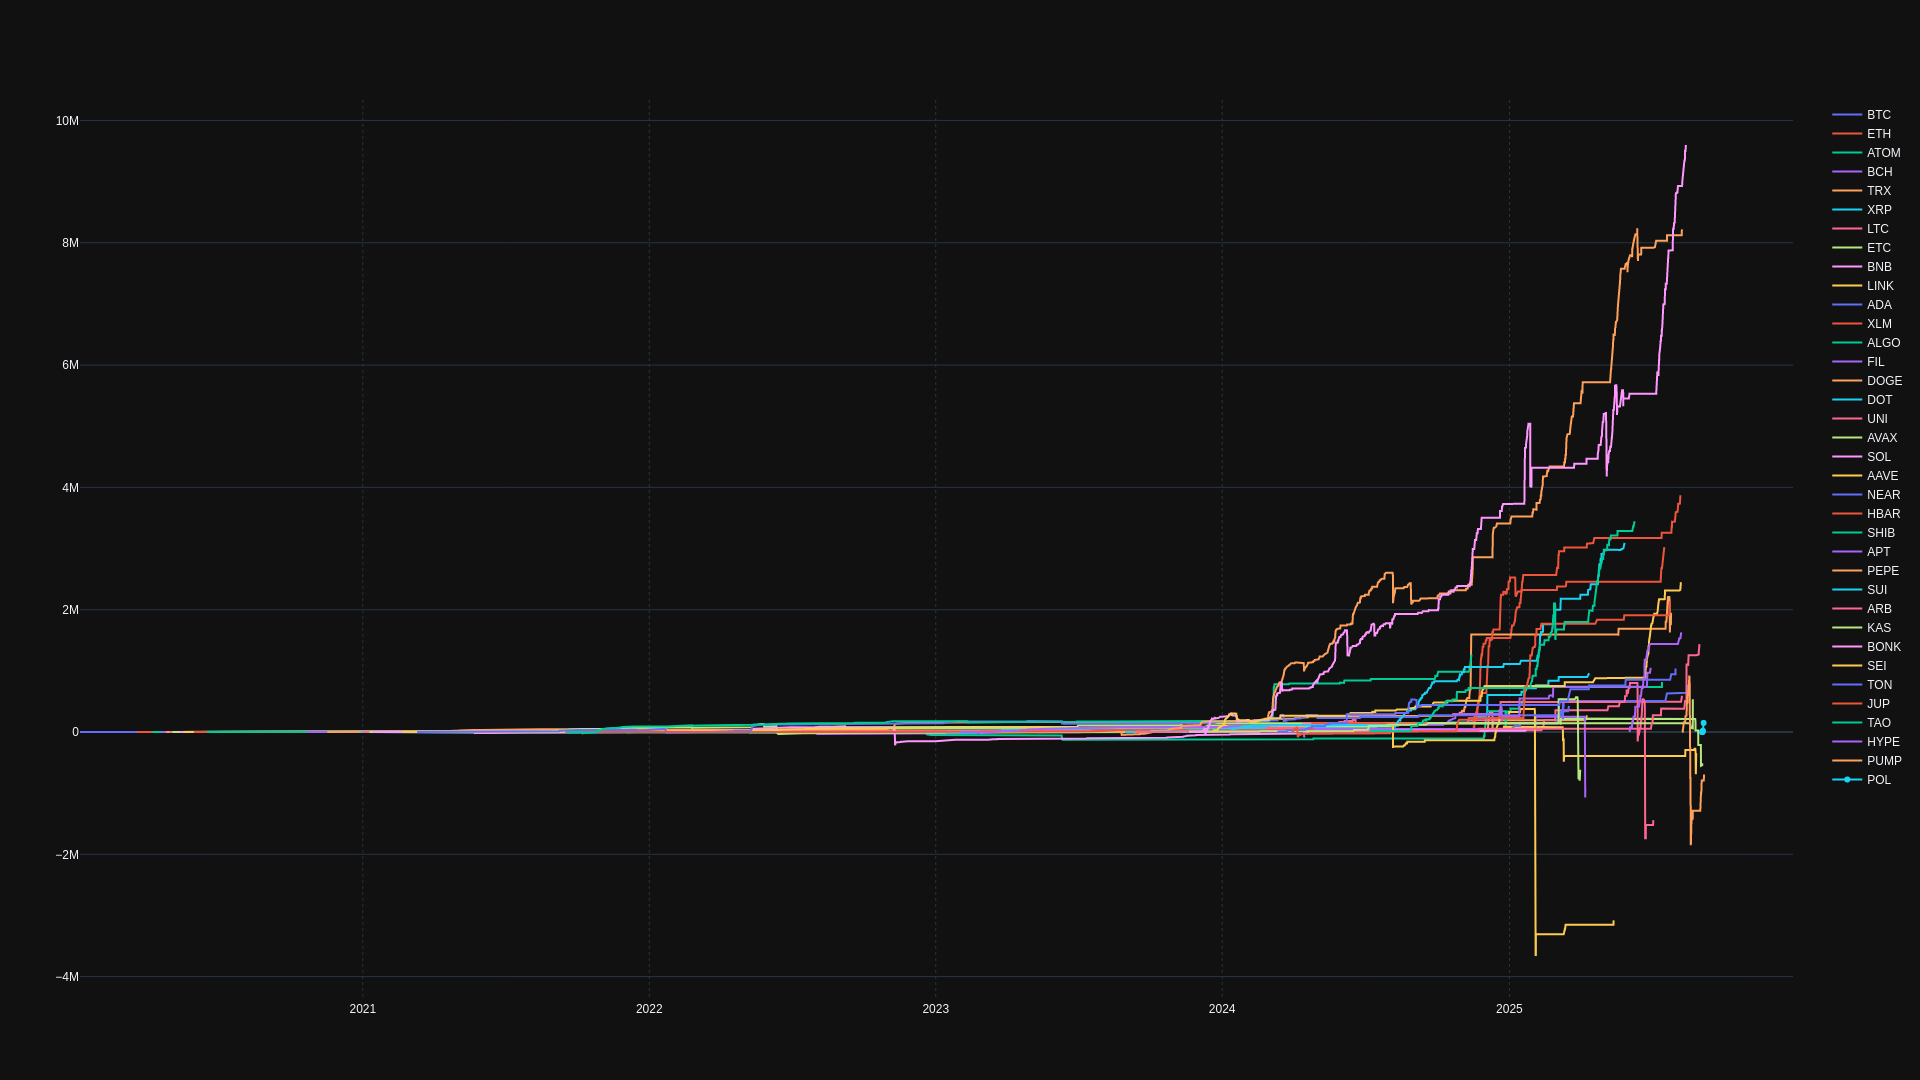 10M
8M
6M
4M
2M
0
−2M
−4M
2021
2022
2023
2024
2025
BTC
ETH
ATOM
BCH
TRX
XRP
LTC
ETC
BNB
LINK
ADA
XLM
ALGO
FIL
DOGE
DOT
UNI
AVAX
SOL
AAVE
NEAR
HBAR
SHIB
APT
PEPE
SUI
ARB
KAS
BONK
SEI
TON
JUP
TAO
HYPE
PUMP
POL